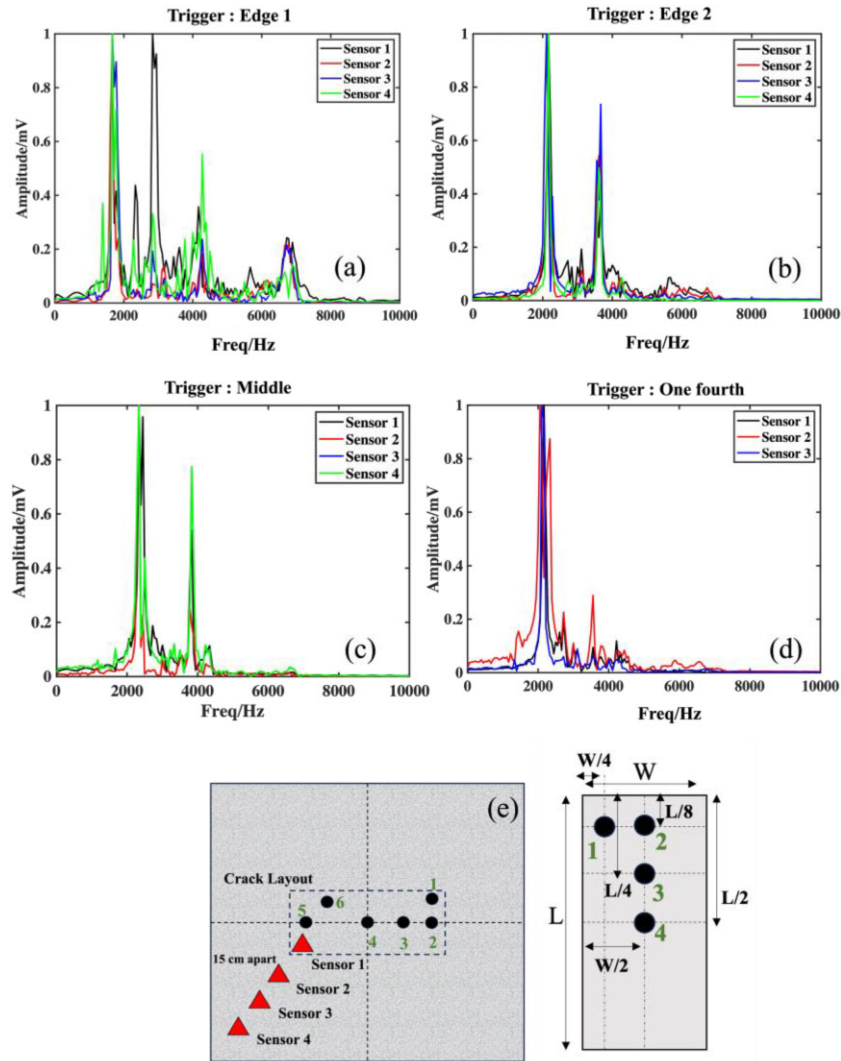 Trigger : Edge 1
Amplitude/mV
1
0.8
0.6
0.4
0.2
0
Sensor 1
Sensor 2
Sensor 3
Sensor 4
(a)
0 2000 4000 6000 8000 10000
Freq/Hz
Trigger : Edge 2
Amplitude/mV
1
0.8
0.6
0.4
0.2
0
Sensor 1
Sensor 2
Sensor 3
Sensor 4
(b)
0 2000 4000 6000 8000 10000
Freq/Hz
Trigger : Middle
Amplitude/mV
1
0.8
0.6
0.4
0.2
0
Sensor 1
Sensor 2
Sensor 3
Sensor 4
(c)
0 2000 4000 6000 8000 10000
Freq/Hz
Trigger : One fourth
Amplitude/mV
1
0.8
0.6
0.4
0.2
0
Sensor 1
Sensor 2
Sensor 3
(d)
0 2000 4000 6000 8000 10000
Freq/Hz
(e)
Crack Layout
1
6
5
4 3 2
15 cm apart
Sensor 1
Sensor 2
Sensor 3
Sensor 4
W/4
W
L/8
1
2
L/4
3
L
L/2
4
W/2